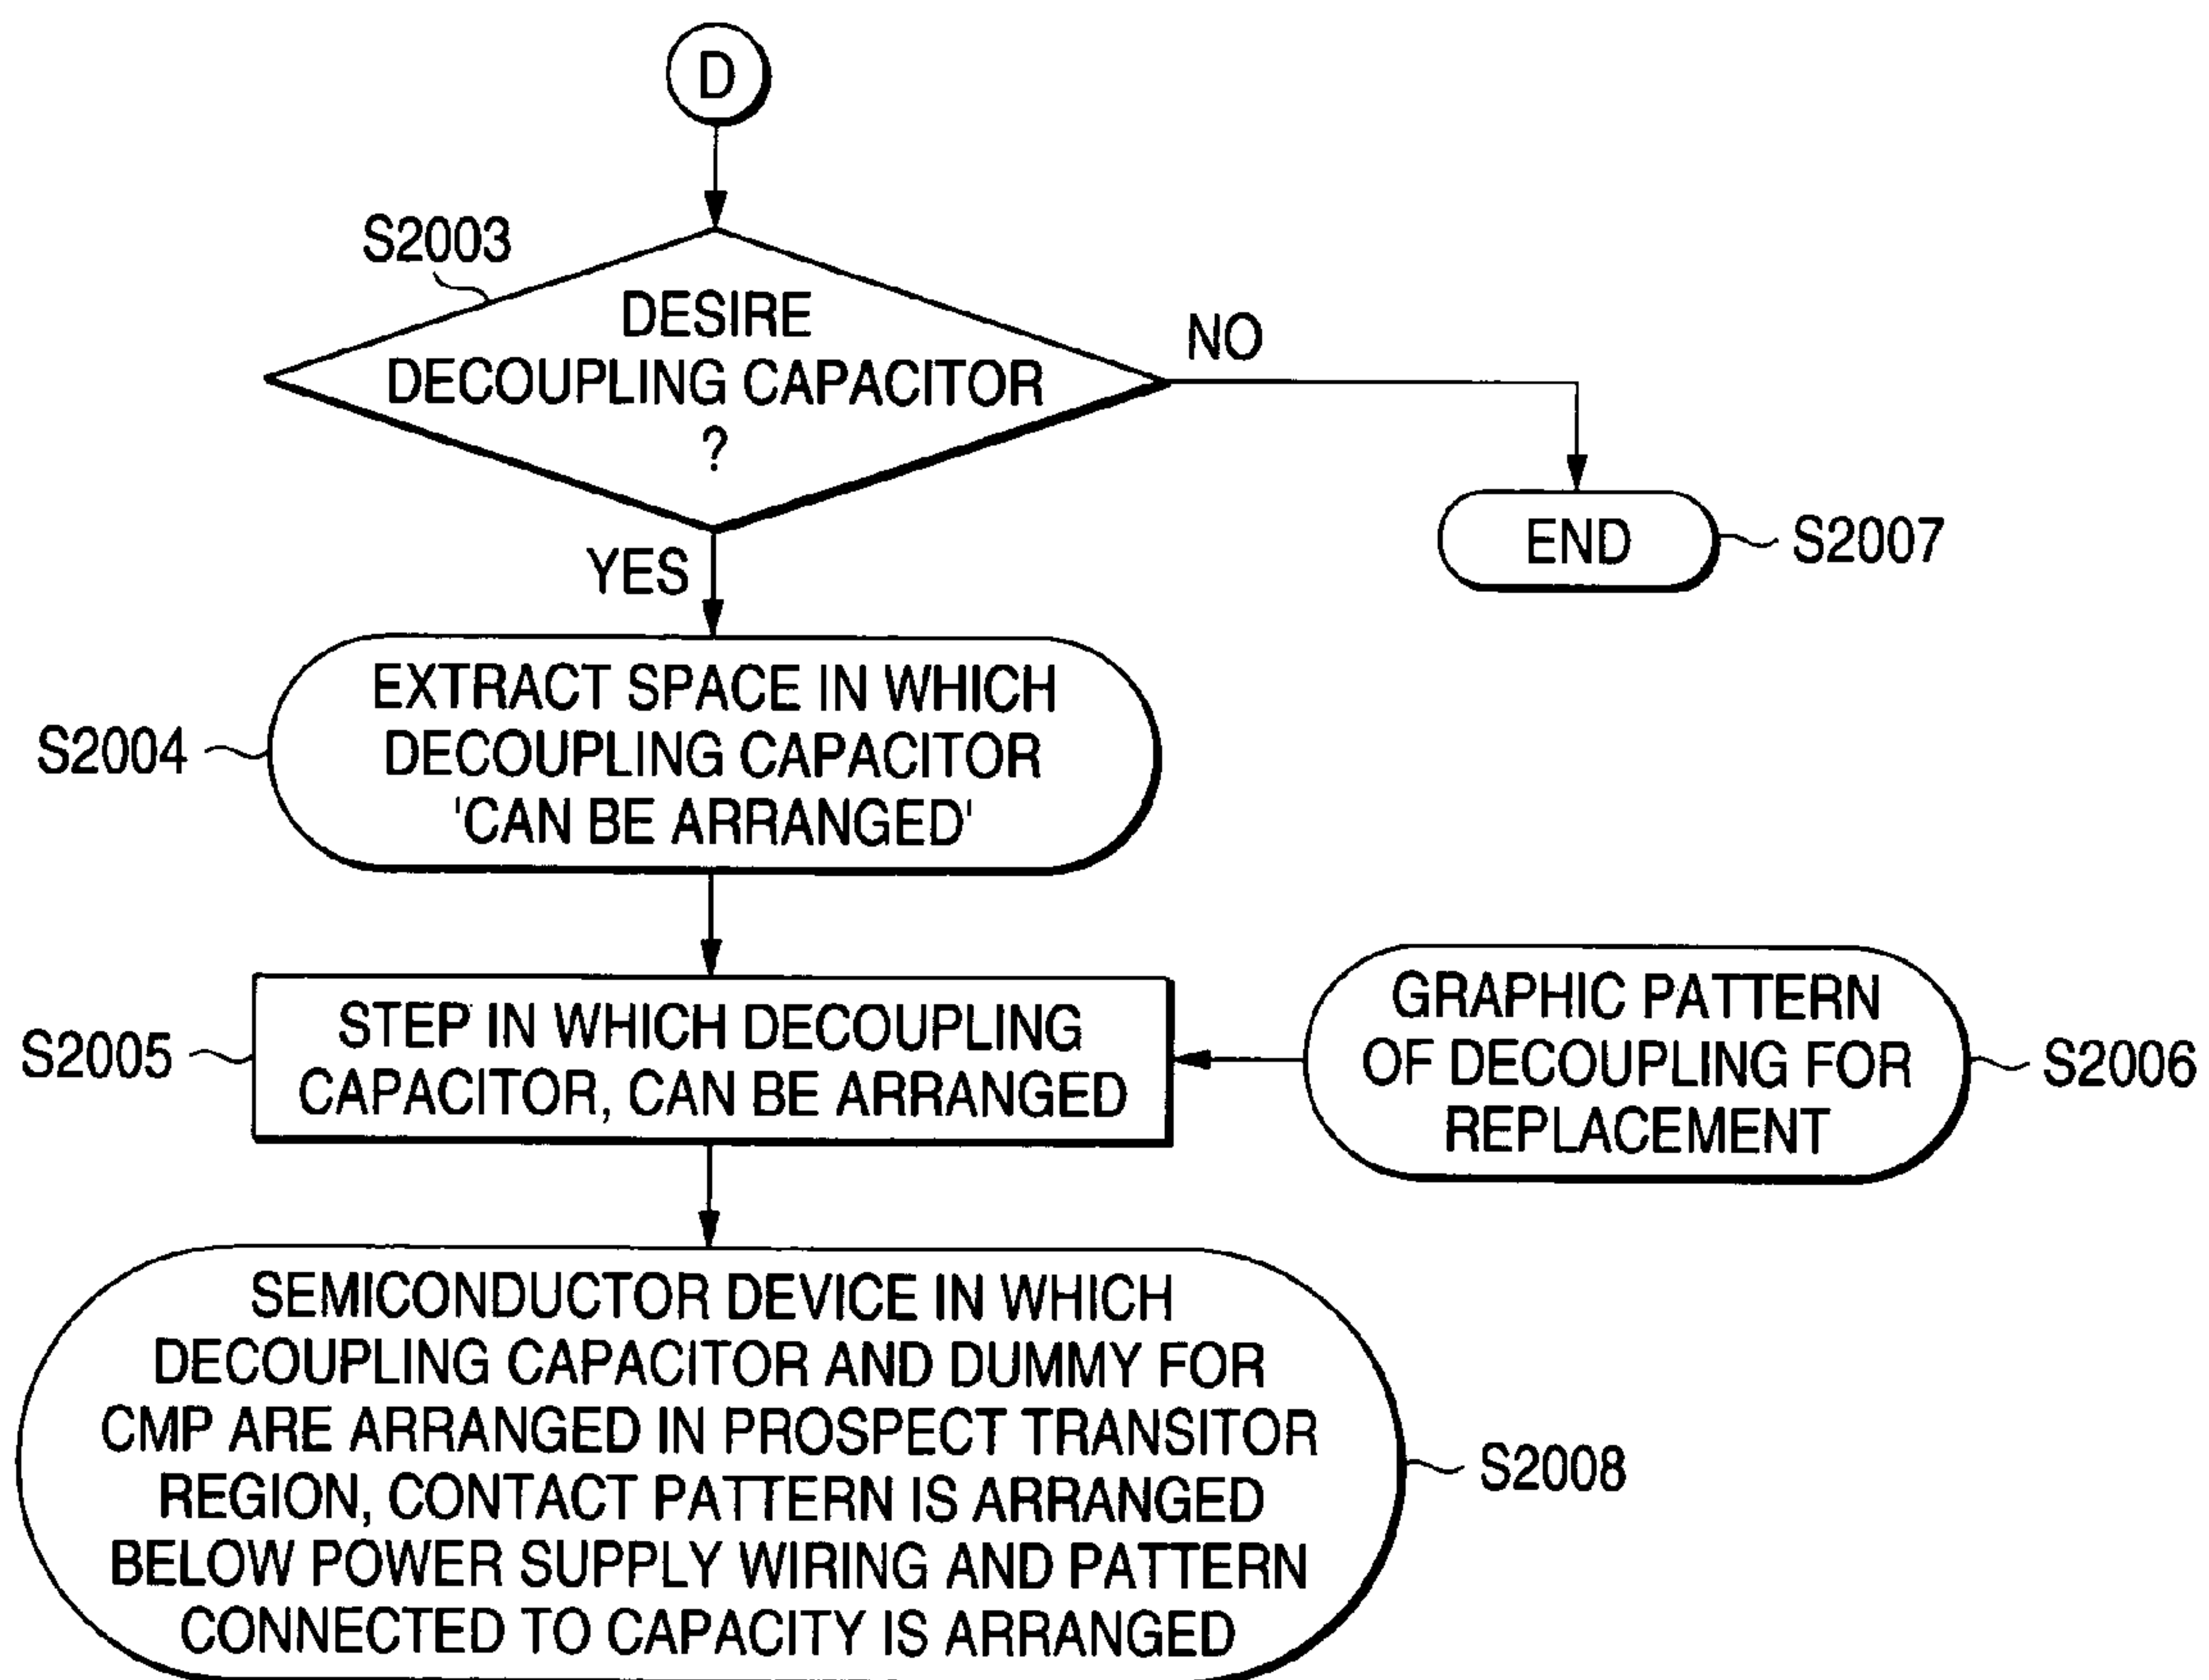 D
S2003
DESIRE
DECOUPLING CAPACITOR
?
NO
END
S2007
YES
EXTRACT SPACE IN WHICH
DECOUPLING CAPACITOR
'CAN BE ARRANGED'
S2004
STEP IN WHICH DECOUPLING
CAPACITOR, CAN BE ARRANGED
S2005
GRAPHIC PATTERN
OF DECOUPLING FOR
REPLACEMENT
S2006
SEMICONDUCTOR DEVICE IN WHICH
DECOUPLING CAPACITOR AND DUMMY FOR
CMP ARE ARRANGED IN PROSPECT TRANSITOR
REGION, CONTACT PATTERN IS ARRANGED
BELOW POWER SUPPLY WIRING AND PATTERN
CONNECTED TO CAPACITY IS ARRANGED
S2008